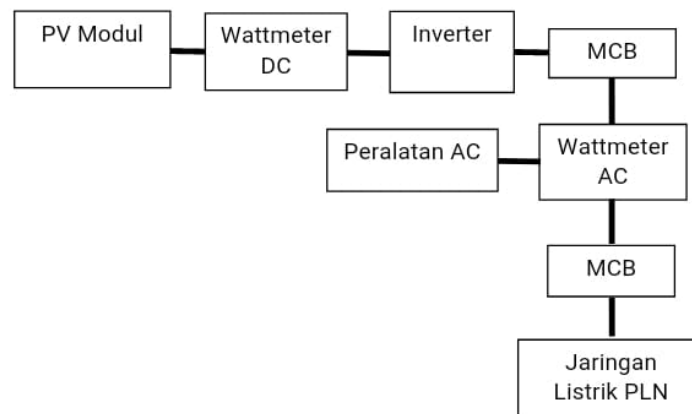 PV Modul
Wattmeter
DC
Inverter
MCB
Peralatan AC
Wattmeter
AC
MCB
Jaringan
Listrik PLN